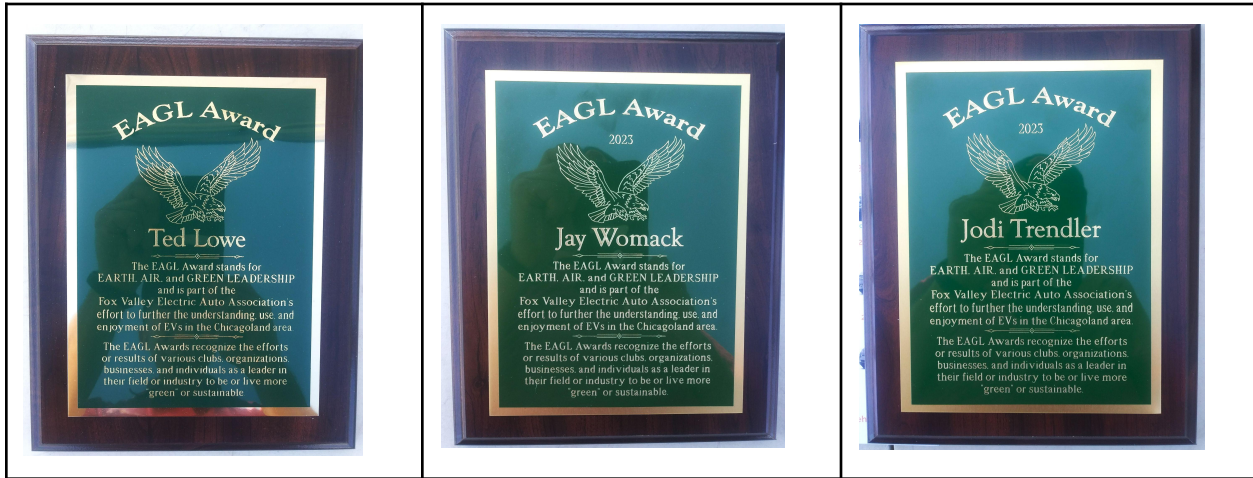 EAGL Award
Ted Lowe
The EAGL Award stands for
EARTH, AIR, and GREEN LEADERSHIP
and is part of the
Fox Valley Electric Auto Association's
effort to further the understanding, use, and
enjoyment of EVs in the Chicagoland area.
The EAGL Awards recognize the efforts
or results of various clubs, organizations,
businesses, and individuals as a leader in
their field or industry to be or live more
"green" or sustainable.
EAGL Award
2023
Jay Womack
The EAGL Award stands for
EARTH, AIR, and GREEN LEADERSHIP
and is part of the
Fox Valley Electric Auto Association's
effort to further the understanding, use, and
enjoyment of EVs in the Chicagoland area.
The EAGL Awards recognize the efforts
or results of various clubs, organizations,
businesses, and individuals as a leader in
their field or industry to be or live more
"green" or sustainable.
EAGL Award
2023
Jodi Trendler
The EAGL Award stands for
EARTH, AIR, and GREEN LEADERSHIP
and is part of the
Fox Valley Electric Auto Association's
effort to further the understanding, use, and
enjoyment of EVs in the Chicagoland area.
The EAGL Awards recognize the efforts
or results of various clubs, organizations,
businesses, and individuals as a leader in
their field or industry to be or live more
"green" or sustainable.